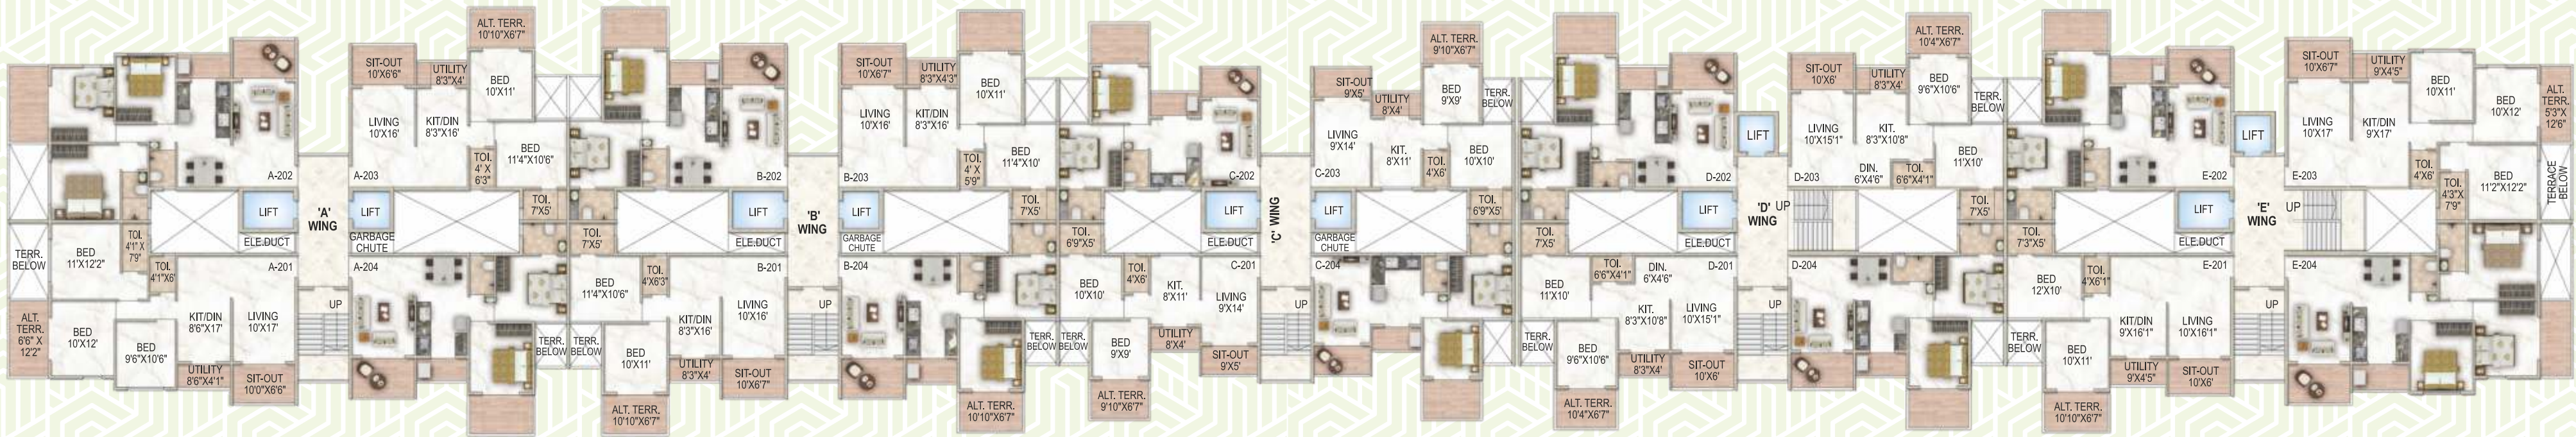 A-202
LIFT
ELE.DUCT
TERR.
BELOW
BED
11'X12'2"
TOI.
4'1" X
7'9"
TOI.
4'1"X6'
A-201
ALT.
TERR.
6'6" X
12'2"
BED
10'X12'
BED
9'6"X10'6"
KIT/DIN
8'6"X17'
LIVING
10'X17'
UTILITY
8'6"X4'1"
SIT-OUT
10'0"X6'6"
'A'
WING
UP
SIT-OUT
10'X6'6"
UTILITY
8'3"X4'
ALT. TERR.
10'10"X6'7"
BED
10'X11'
LIVING
10'X16'
KIT/DIN
8'3"X16'
TOI.
4' X
6'3"
BED
11'4"X10'6"
A-203
LIFT
GARBAGE
CHUTE
TOI.
7'X5'
A-204
TERR.
BELOW
B-202
LIFT
ELE.DUCT
TOI.
7'X5'
BED
11'4"X10'6"
TOI.
4'X6'3"
B-201
TERR.
BELOW
BED
10'X11'
KIT/DIN
8'3"X16'
LIVING
10'X16'
UTILITY
8'3"X4'
SIT-OUT
10'X6'7"
ALT. TERR.
10'10"X6'7"
'B'
WING
UP
SIT-OUT
10'X6'7"
UTILITY
8'3"X4'3"
BED
10'X11'
LIVING
10'X16'
KIT/DIN
8'3"X16'
TOI.
4' X
5'9"
BED
11'4"X10'
B-203
LIFT
GARBAGE
CHUTE
TOI.
7'X5'
B-204
TERR.
BELOW
ALT. TERR.
10'10"X6'7"
C-202
LIFT
ELE.DUCT
TOI.
6'9"X5'
BED
10'X10'
TOI.
4'X6'
C-201
KIT.
8'X11'
LIVING
9'X14'
TERR.
BELOW
BED
9'X9'
UTILITY
8'X4'
SIT-OUT
9'X5'
ALT. TERR.
9'10"X6'7"
'C' WING
UP
ALT. TERR.
9'10"X6'7"
SIT-OUT
9'X5'
UTILITY
8'X4'
BED
9'X9'
TERR.
BELOW
LIVING
9'X14'
KIT.
8'X11'
TOI.
4'X6'
BED
10'X10'
C-203
LIFT
GARBAGE
CHUTE
TOI.
6'9"X5'
C-204
D-202
LIFT
LIFT
ELE.DUCT
TOI.
7'X5'
BED
11'X10'
TOI.
6'6"X4'1"
DIN.
6'X4'6"
D-201
TERR.
BELOW
BED
9'6"X10'6"
KIT.
8'3"X10'8"
LIVING
10'X15'1"
UTILITY
8'3"X4'
SIT-OUT
10'X6'
ALT. TERR.
10'4"X6'7"
'D'
WING
UP
UP
ALT. TERR.
10'4"X6'7"
SIT-OUT
10'X6'
UTILITY
8'3"X4'
BED
9'6"X10'6"
TERR.
BELOW
LIVING
10'X15'1"
KIT.
8'3"X10'8"
DIN.
6'X4'6"
TOI.
6'6"X4'1"
BED
11'X10'
D-203
TOI.
7'X5'
D-204
E-202
LIFT
LIFT
ELE.DUCT
TOI.
7'3"X5'
BED
12'X10'
TOI.
4'X6'1"
E-201
TERR.
BELOW
BED
10'X11'
KIT/DIN
9'X16'1"
LIVING
10'X16'1"
UTILITY
9'X4'5"
SIT-OUT
10'X6'
ALT. TERR.
10'10"X6'7"
'E'
WING
UP
UP
SIT-OUT
10'X6'7"
UTILITY
9'X4'5"
BED
10'X11'
BED
10'X12'
ALT.
TERR.
5'3"X
12'6"
LIVING
10'X17'
KIT/DIN
9'X17'
TOI.
4'X6'
TOI.
4'3"X
7'9"
BED
11'2"X12'2"
TERRACE
BELOW
E-203
E-204